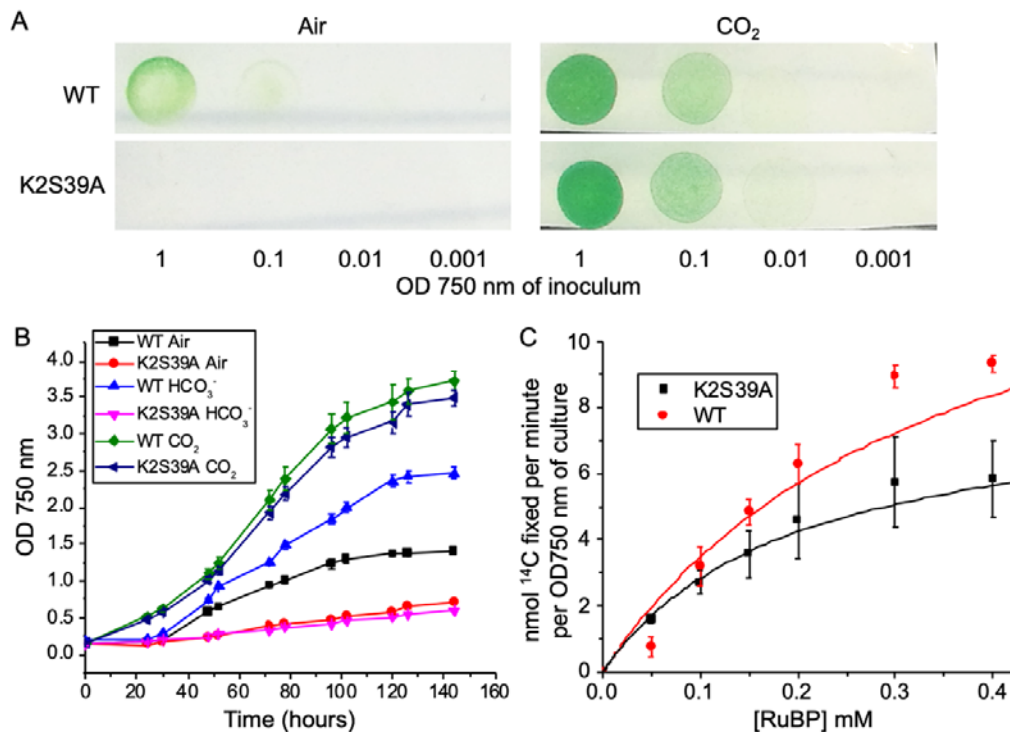 A
Air
CO₂
WT
K2S39A
1 0.1 0.01 0.001 1 0.1 0.01 0.001
OD 750 nm of inoculum
B
WT Air
K2S39A Air
WT HCO₃⁻
K2S39A HCO₃⁻
WT CO₂
K2S39A CO₂
OD 750 nm
4.0
3.5
3.0
2.5
2.0
1.5
1.0
0.5
0.0
0 20 40 60 80 100 120 140 160
Time (hours)
C
K2S39A
WT
nmol ¹⁴C fixed per minute
per OD750 nm of culture
10
8
6
4
2
0
0.0 0.1 0.2 0.3 0.4
[RuBP] mM